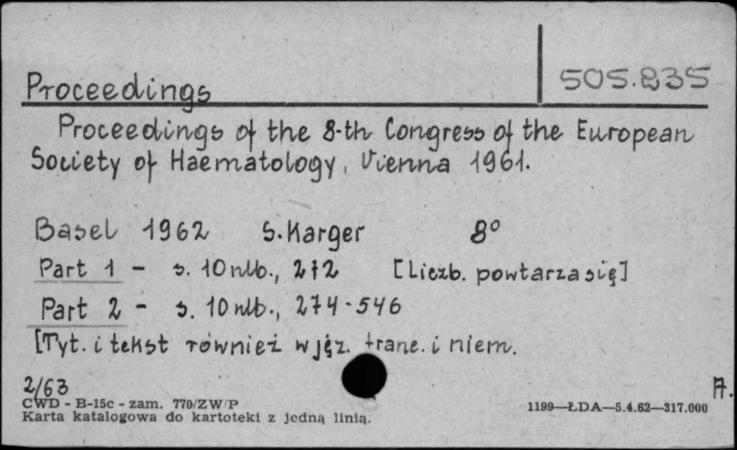 505.835
Proceedings
Proceedings of the 8-th Congress of the European
Society of Haematology, Vienna 1961.
Basel 1962 S. Karger 8°
Part 1 - s. 10 nlb., 272 [Liczb. powtarza się]
Part 2 - s. 10 nlb., 274-546
[Tyt. i tekst również w jęz. franc. i niem.
2/63
A.
CWD - B-15c - zam. 770/ZW/P
1199—ŁDA—5.4.62—317.000
Karta katalogowa do kartoteki z jedną linią.